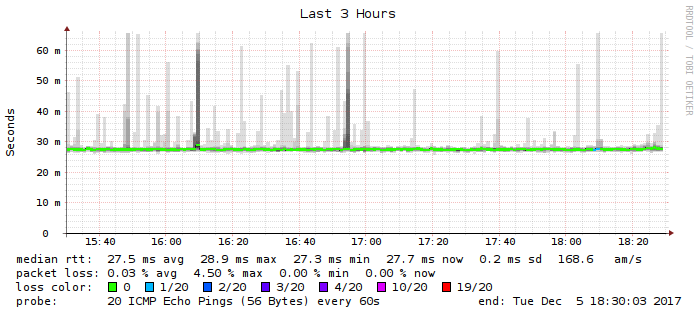 Last 3 Hours
RRDTOOL / TOBI OETIKER
Seconds
60 m
50 m
40 m
30 m
20 m
10 m
0
15:40 16:00 16:20 16:40 17:00 17:20 17:40 18:00 18:20
median rtt: 27.5 ms avg 28.9 ms max 27.3 ms min 27.7 ms now 0.2 ms sd 168.6 am/s
packet loss: 0.03 % avg 4.50 % max 0.00 % min 0.00 % now
loss color: 0 1/20 2/20 3/20 4/20 10/20 19/20
probe: 20 ICMP Echo Pings (56 Bytes) every 60s end: Tue Dec 5 18:30:03 2017